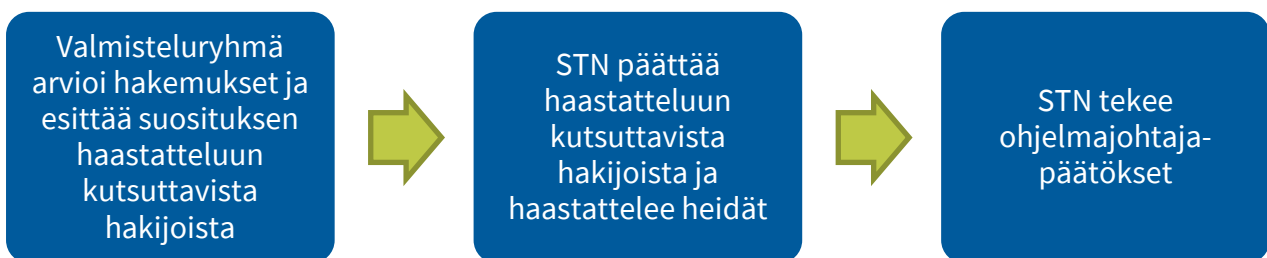 Valmisteluryhmä
arvioi hakemukset ja
esittää suosituksen
haastatteluun
kutsuttavista
hakijoista
STN päättää
haastatteluun
kutsuttavista
hakijoista ja
haastattelee heidät
STN tekee
ohjelmajohtaja-
päätökset